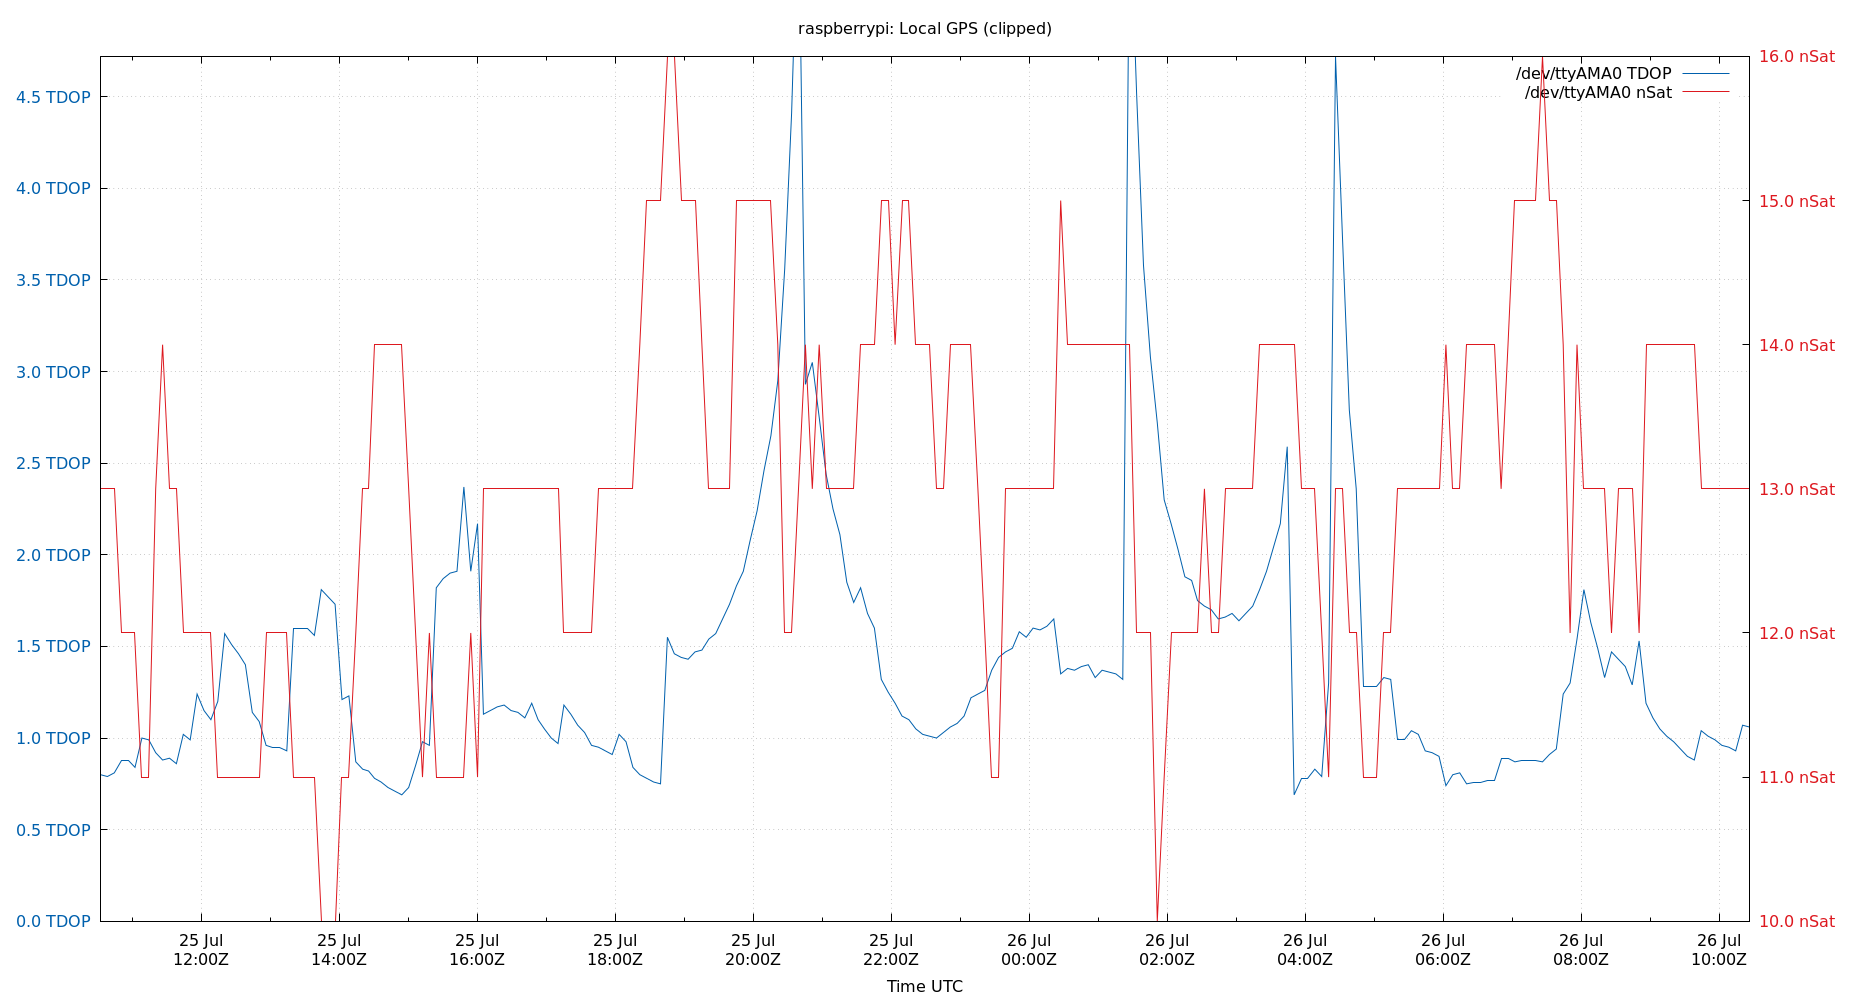 raspberrypi: Local GPS (clipped)
/dev/ttyAMA0 TDOP
/dev/ttyAMA0 nSat
4.5 TDOP
4.0 TDOP
3.5 TDOP
3.0 TDOP
2.5 TDOP
2.0 TDOP
1.5 TDOP
1.0 TDOP
0.5 TDOP
0.0 TDOP
16.0 nSat
15.0 nSat
14.0 nSat
13.0 nSat
12.0 nSat
11.0 nSat
10.0 nSat
25 Jul
12:00Z
25 Jul
14:00Z
25 Jul
16:00Z
25 Jul
18:00Z
25 Jul
20:00Z
25 Jul
22:00Z
26 Jul
00:00Z
26 Jul
02:00Z
26 Jul
04:00Z
26 Jul
06:00Z
26 Jul
08:00Z
26 Jul
10:00Z
Time UTC